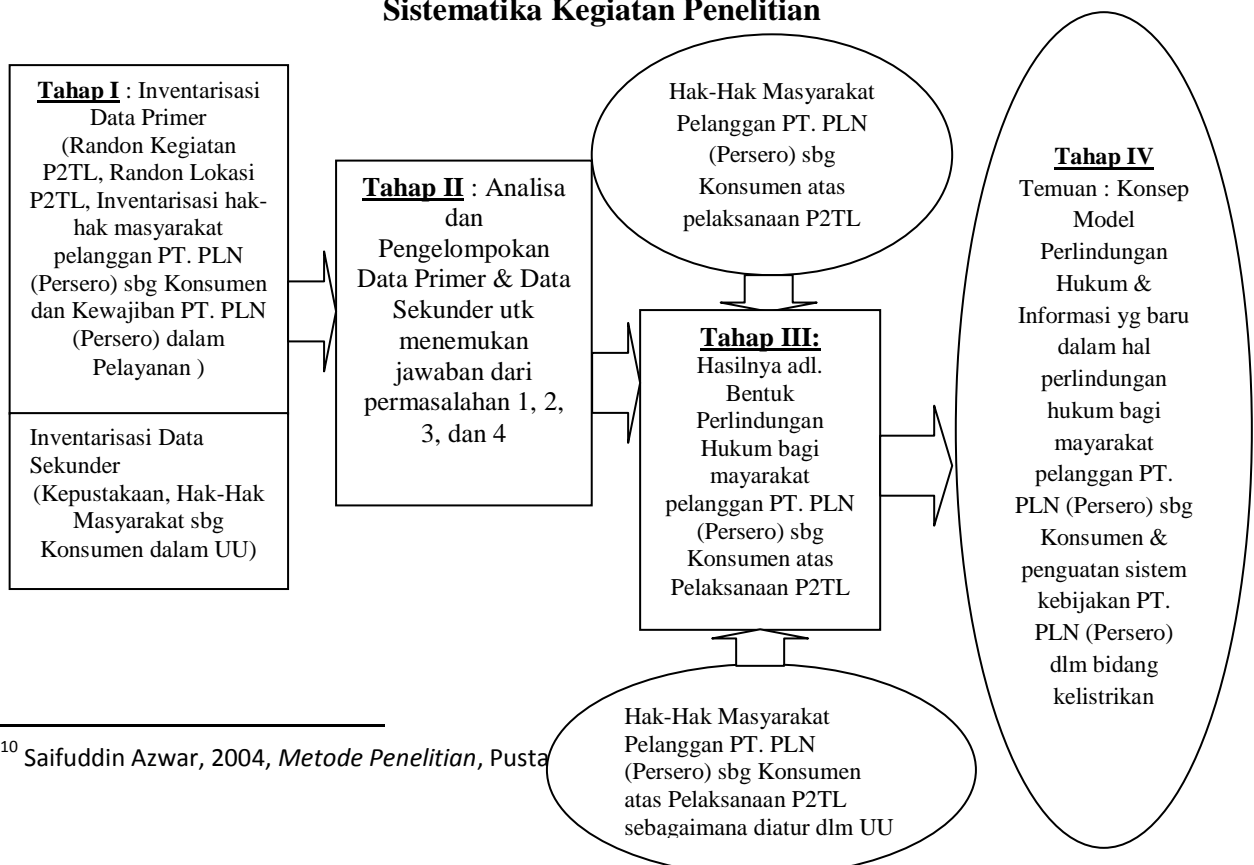 Sistematika Kegiatan Penelitian
Tahap I : Inventarisasi
Data Primer
(Randon Kegiatan
P2TL, Randon Lokasi
P2TL, Inventarisasi hak-
hak masyarakat
pelanggan PT. PLN
(Persero) sbg Konsumen
dan Kewajiban PT. PLN
(Persero) dalam
Pelayanan )
Inventarisasi Data
Sekunder
(Kepustakaan, Hak-Hak
Masyarakat sbg
Konsumen dalam UU)
Tahap II : Analisa
dan
Pengelompokan
Data Primer & Data
Sekunder utk
menemukan
jawaban dari
permasalahan 1, 2,
3, dan 4
Hak-Hak Masyarakat
Pelanggan PT. PLN
(Persero) sbg
Konsumen atas
pelaksanaan P2TL
Tahap III:
Hasilnya adl.
Bentuk
Perlindungan
Hukum bagi
mayarakat
pelanggan PT. PLN
(Persero) sbg
Konsumen atas
Pelaksanaan P2TL
Hak-Hak Masyarakat
Pelanggan PT. PLN
(Persero) sbg Konsumen
atas Pelaksanaan P2TL
sebagaimana diatur dlm UU
Tahap IV
Temuan : Konsep
Model
Perlindungan
Hukum &
Informasi yg baru
dalam hal
perlindungan
hukum bagi
mayarakat
pelanggan PT.
PLN (Persero) sbg
Konsumen &
penguatan sistem
kebijakan PT.
PLN (Persero)
dlm bidang
kelistrikan
10 Saifuddin Azwar, 2004, Metode Penelitian, Pusta